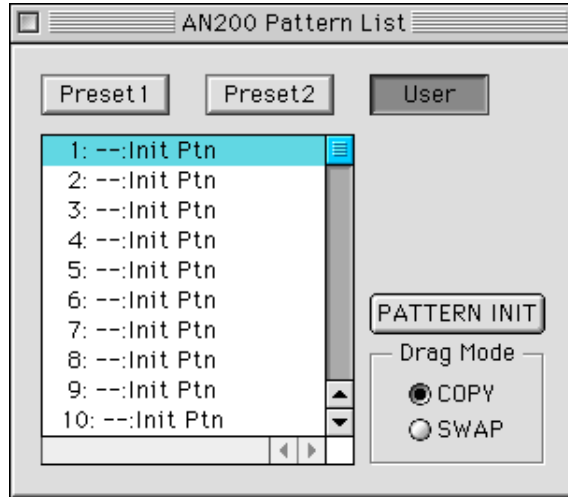 AN200 Pattern List
Preset1
Preset2
User
1: --:Init Ptn
2: --:Init Ptn
3: --:Init Ptn
4: --:Init Ptn
5: --:Init Ptn
6: --:Init Ptn
7: --:Init Ptn
8: --:Init Ptn
9: --:Init Ptn
10: --:Init Ptn
PATTERN INIT
Drag Mode
COPY
SWAP